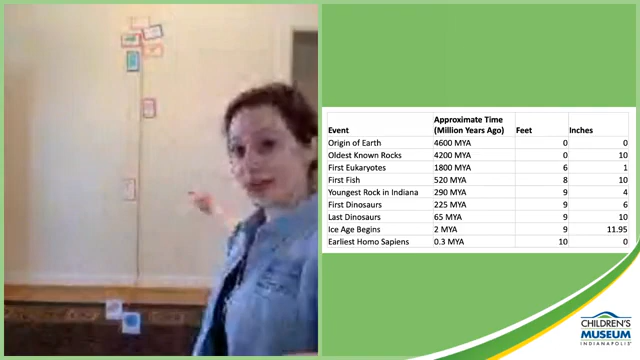 Event Approximate Time (Million Years Ago) Feet Inches
Origin of Earth 4600 MYA 0 0
Oldest Known Rocks 4200 MYA 0 10
First Eukaryotes 1800 MYA 6 1
First Fish 520 MYA 8 10
Youngest Rock in Indiana 290 MYA 9 4
First Dinosaurs 225 MYA 9 6
Last Dinosaurs 65 MYA 9 10
Ice Age Begins 2 MYA 9 11.95
Earliest Homo Sapiens 0.3 MYA 10 0
CHILDREN'S
MUSEUM
INDIANAPOLIS